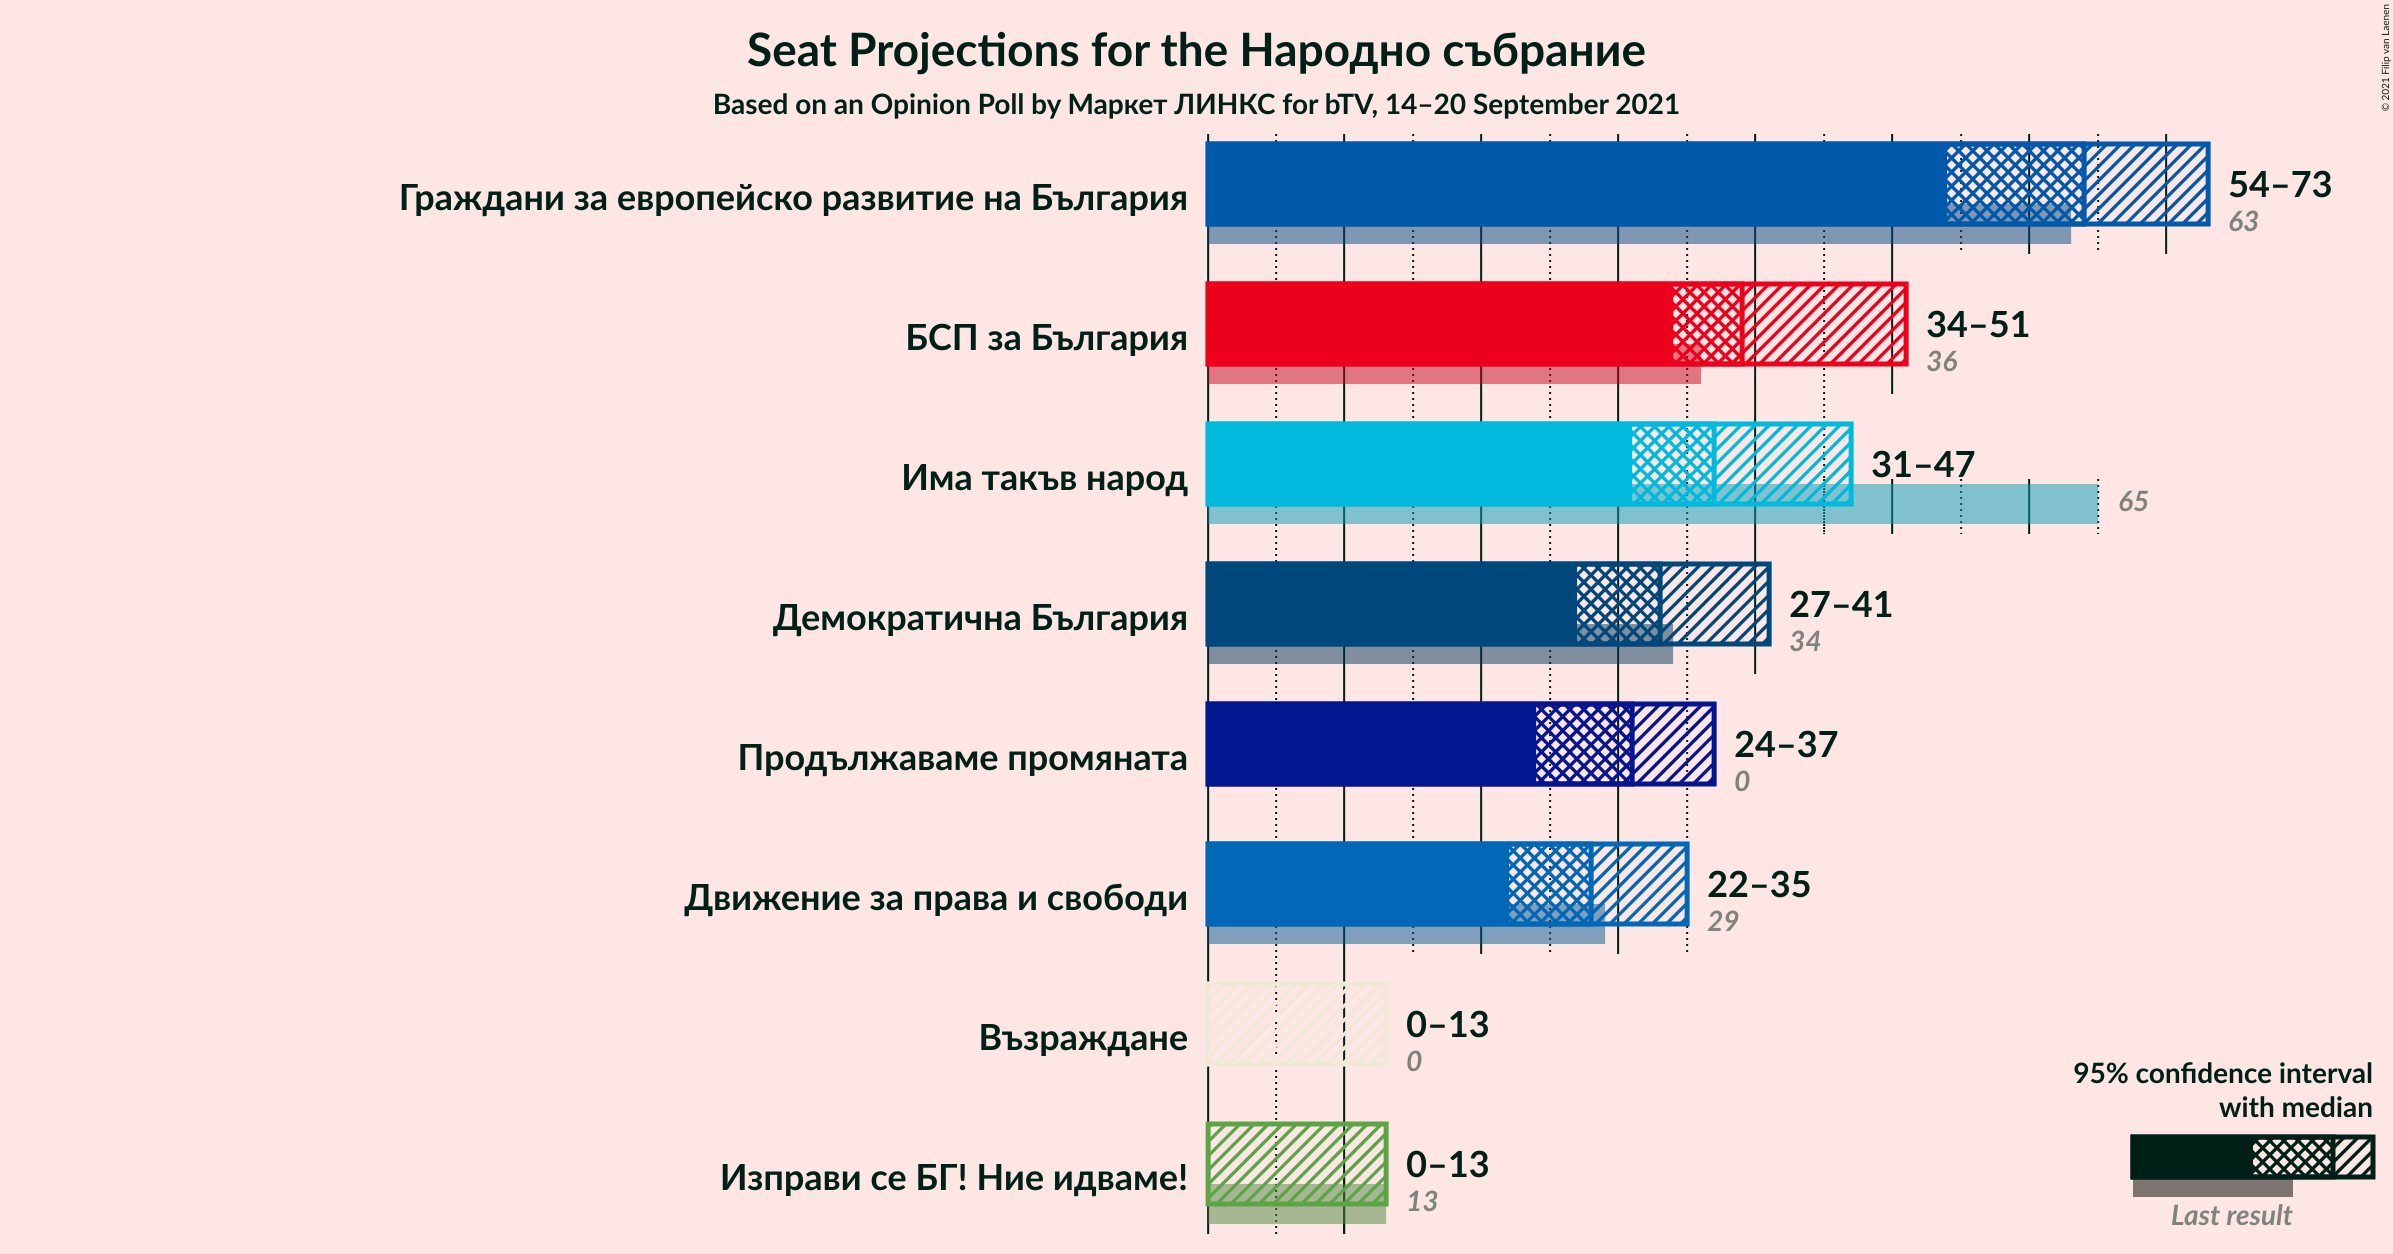 Seat Projections for the Народно събрание
Based on an Opinion Poll by Маркет ЛИНКС for bTV, 14–20 September 2021
© 2021 Filip van Laenen
Граждани за европейско развитие на България
54–73
63
БСП за България
34–51
36
Има такъв народ
31–47
65
Демократична България
27–41
34
Продължаваме промяната
24–37
0
Движение за права и свободи
22–35
29
Възраждане
0–13
0
Изправи се БГ! Ние идваме!
0–13
13
95% confidence interval
with median
Last result